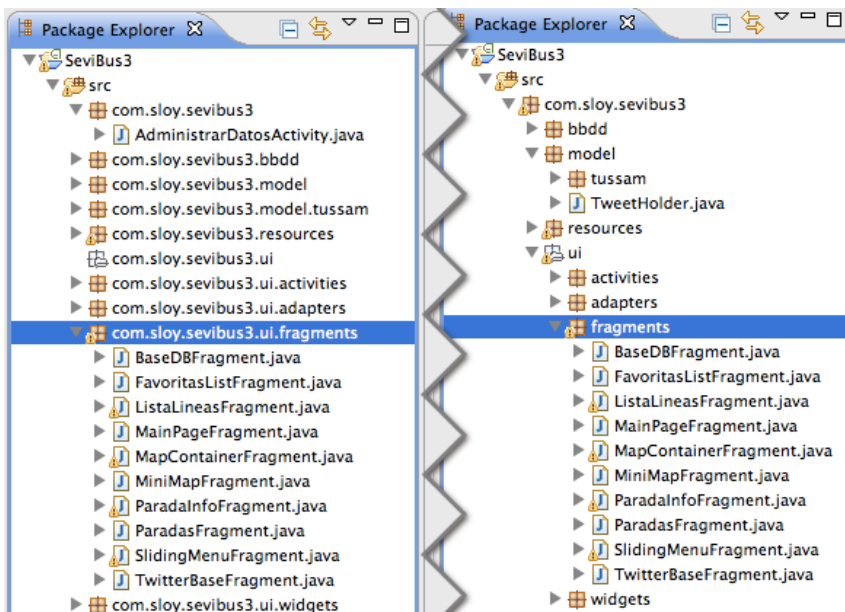 Package Explorer
SeviBus3
src
com.sloy.sevibus3
AdministrarDatosActivity.java
com.sloy.sevibus3.bbdd
com.sloy.sevibus3.model
com.sloy.sevibus3.model.tussam
com.sloy.sevibus3.resources
com.sloy.sevibus3.ui
com.sloy.sevibus3.ui.activities
com.sloy.sevibus3.ui.adapters
com.sloy.sevibus3.ui.fragments
BaseDBFragment.java
FavoritasListFragment.java
ListaLineasFragment.java
MainPageFragment.java
MapContainerFragment.java
MiniMapFragment.java
ParadaInfoFragment.java
ParadasFragment.java
SlidingMenuFragment.java
TwitterBaseFragment.java
com.sloy.sevibus3.ui.widgets
Package Explorer
SeviBus3
src
com.sloy.sevibus3
bbdd
model
tussam
TweetHolder.java
resources
ui
activities
adapters
fragments
BaseDBFragment.java
FavoritasListFragment.java
ListaLineasFragment.java
MainPageFragment.java
MapContainerFragment.java
MiniMapFragment.java
ParadaInfoFragment.java
ParadasFragment.java
SlidingMenuFragment.java
TwitterBaseFragment.java
widgets